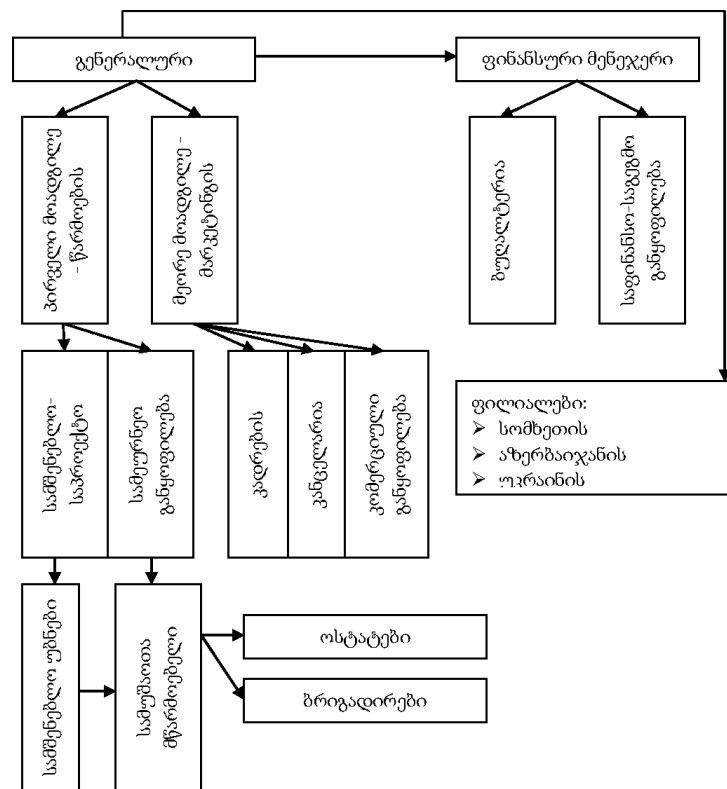 გენერალური
ფინანსური მენეჯერი
პირველი მოადგილე
- წარმოების
მეორე მოადგილე -
მარკეტინგის
ბუღალტერია
საფინანსო-საგეგმო
განყოფილება
სამშენებლო-
საპროექტო
სამეურნეო
განყოფილება
კადრების
კანცელარია
კომერციული
განყოფილება
ფილიალები:
➢ სომხეთის
➢ აზერბაიჯანის
➢ უკრაინის
სამშენებლო უბნები
სამუშაოთა
მწარმოებელი
ოსტატები
ბრიგადირები